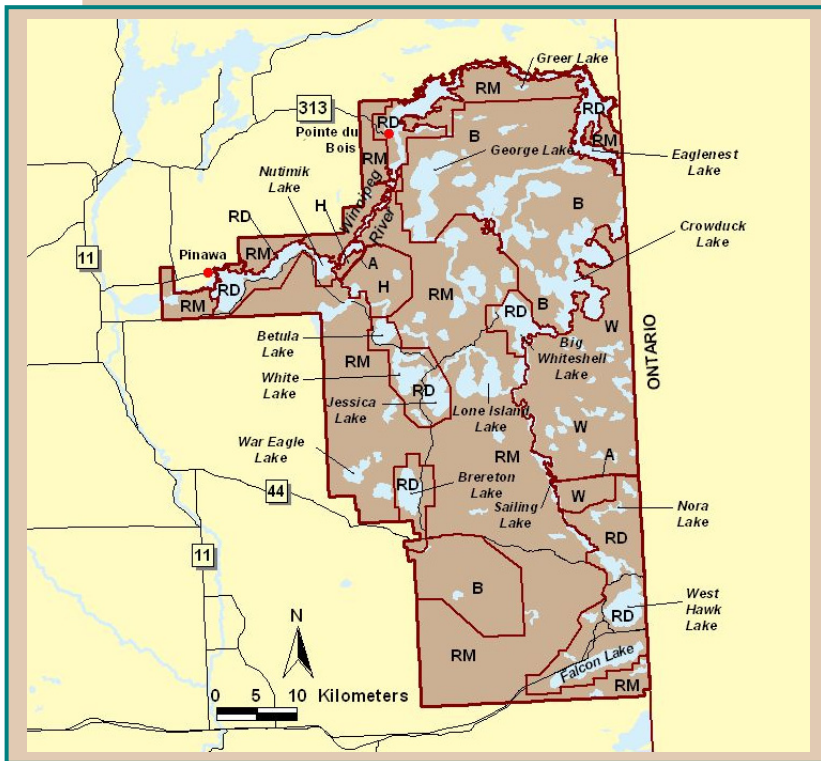 Greer Lake
RM
313
RD
RD
Pointe du
Bois
B
RM
George Lake
Eaglenest
Lake
RM
Nutimik
Lake
Winnipeg
River
H
B
Crowduck
Lake
RD
11
Pinawa
RM
A
H
RM
RD
RM
B
RD
W
Big
Whiteshell
Lake
ONTARIO
Betula
Lake
RM
White
Lake
RD
Jessica
Lake
Lone Island
Lake
W
War Eagle
Lake
RM
A
RD
Brereton
Lake
Sailing
Lake
W
Nora
Lake
44
RD
11
B
West
Hawk
Lake
RD
N
RM
Falcon Lake
RM
0 5 10 Kilometers